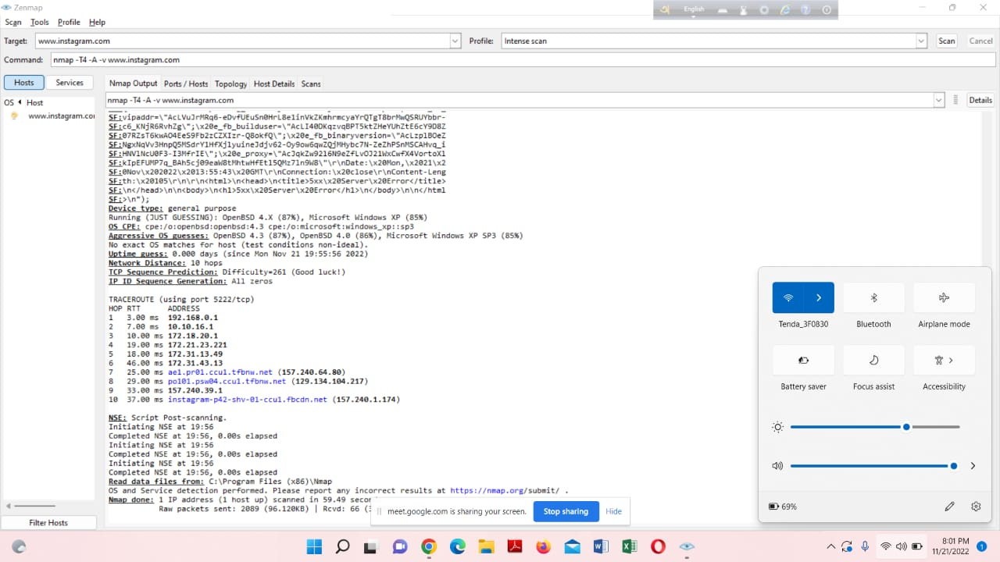 Zenmap
English
Scan Tools Profile Help
Target: www.instagram.com Profile: Intense scan Scan Cancel
Command: nmap -T4 -A -v www.instagram.com
Hosts Services
Nmap Output Ports / Hosts Topology Host Details Scans
OS Host
www.instagram.co
nmap -T4 -A -v www.instagram.com Details
SF:vipaddr=\"AcLVuJrMRq6-eDvfUEuSn0HrL8elinVkZKmhrmcyaYrQTgT8brMwQSRUYbbr-
SF:c6_KNjR6RvhZg\";\x20e_fb_builduser=\"AcLI40DKqzvqBPT5ktZHeYUhZtE6cY9D8Z
SF:07RZsT6kwAO4EeS9Fb2zCZXIzr-Q8okfQ\";\x20e_fb_binaryversion=\"AcLzplBOeZ
SF:NgxNqVv3HnpQ5MSdrY1HfXjlyuineJdjv62-Oy9ow6qwZQjMHybc7N-ZeZhPSnMSCAHvq_i
SF:HNVlNcU0F3-I3MfrIE\";\x20e_proxy=\"AcJqkZw92l6N9eZfLvOJ21WxCwfX4VortoXl
SF:kIpEFUMP7q_BAh5cj09eaW8tMhtwHfEtl5QMz7ln9W8\"\r\nDate:\x20Mon,\x2021\x2
SF:0Nov\x202022\x2013:55:43\x20GMT\r\nConnection:\x20close\r\nContent-Leng
SF:th:\x20105\r\n\r\n<html>\n<head>\n<title>5xx\x20Server\x20Error</title>
SF:\n</head>\n\n<body>\n<h1>5xx\x20Server\x20Error</h1>\n</body>\n\n</html
SF:>\n");
Device type: general purpose
Running (JUST GUESSING): OpenBSD 4.X (87%), Microsoft Windows XP (85%)
OS CPE: cpe:/o:openbsd:openbsd:4.3 cpe:/o:microsoft:windows_xp::sp3
Aggressive OS guesses: OpenBSD 4.3 (87%), OpenBSD 4.0 (86%), Microsoft Windows XP SP3 (85%)
No exact OS matches for host (test conditions non-ideal).
Uptime guess: 0.000 days (since Mon Nov 21 19:55:56 2022)
Network Distance: 10 hops
TCP Sequence Prediction: Difficulty=261 (Good luck!)
IP ID Sequence Generation: All zeros
TRACEROUTE (using port 5222/tcp)
HOP RTT ADDRESS
1 3.00 ms 192.168.0.1
2 7.00 ms 10.10.16.1
3 10.00 ms 172.18.20.1
4 19.00 ms 172.21.23.221
5 18.00 ms 172.31.13.49
6 46.00 ms 172.31.43.13
7 25.00 ms ae1.pr01.ccu1.tfbnw.net (157.240.64.80)
8 29.00 ms po101.psw04.ccu1.tfbnw.net (129.134.104.217)
9 33.00 ms 157.240.39.1
10 37.00 ms instagram-p42-shv-01-ccu1.fbcdn.net (157.240.1.174)
NSE: Script Post-scanning.
Initiating NSE at 19:56
Completed NSE at 19:56, 0.00s elapsed
Initiating NSE at 19:56
Completed NSE at 19:56, 0.00s elapsed
Initiating NSE at 19:56
Completed NSE at 19:56, 0.00s elapsed
Read data files from: C:\Program Files (x86)\Nmap
OS and Service detection performed. Please report any incorrect results at https://nmap.org/submit/ .
Nmap done: 1 IP address (1 host up) scanned in 59.49 secon
Raw packets sent: 2089 (96.120KB) | Rcvd: 66 (3
Filter Hosts
meet.google.com is sharing your screen. Stop sharing Hide
Tenda_3F0830 Bluetooth Airplane mode
Battery saver Focus assist Accessibility
69%
8:01 PM
11/21/2022
1